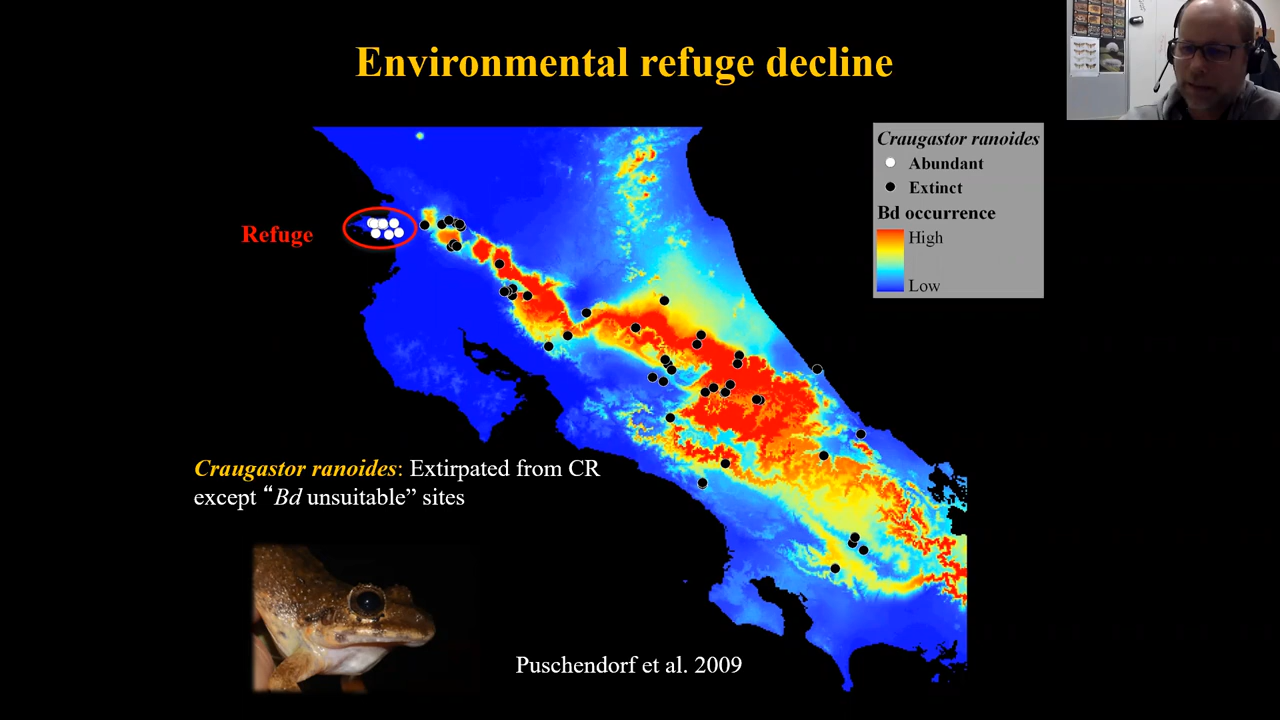 Environmental refuge decline
Craugastor ranoides
Abundant
Extinct
Bd occurrence
High
Low
Refuge
Craugastor ranoides: Extirpated from CR
except “Bd unsuitable” sites
Puschendorf et al. 2009